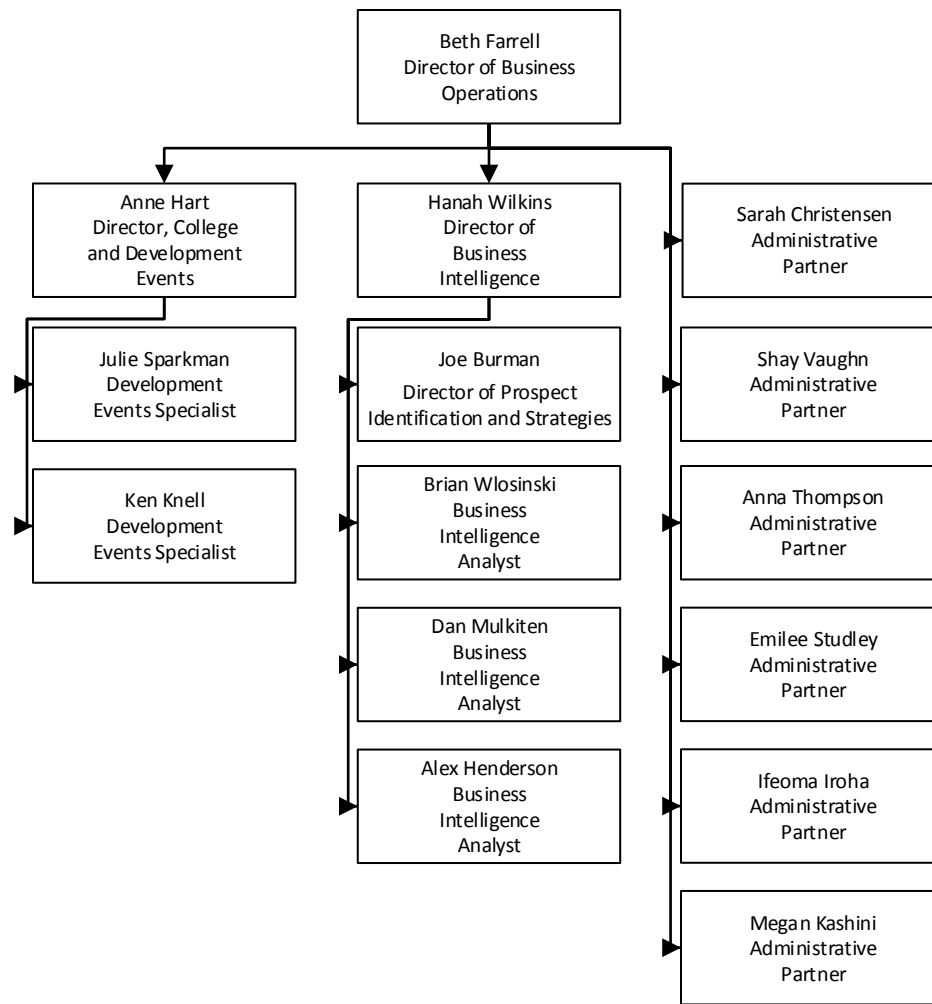 Beth Farrell
Director of Business
Operations
Anne Hart
Director, College
and Development
Events
Hanah Wilkins
Director of
Business
Intelligence
Sarah Christensen
Administrative
Partner
Julie Sparkman
Development
Events Specialist
Joe Burman
Director of Prospect
Identification and Strategies
Shay Vaughn
Administrative
Partner
Ken Knell
Development
Events Specialist
Brian Wlosinski
Business
Intelligence
Analyst
Anna Thompson
Administrative
Partner
Dan Mulkiten
Business
Intelligence
Analyst
Emilee Studley
Administrative
Partner
Alex Henderson
Business
Intelligence
Analyst
Ifeoma Iroha
Administrative
Partner
Megan Kashini
Administrative
Partner